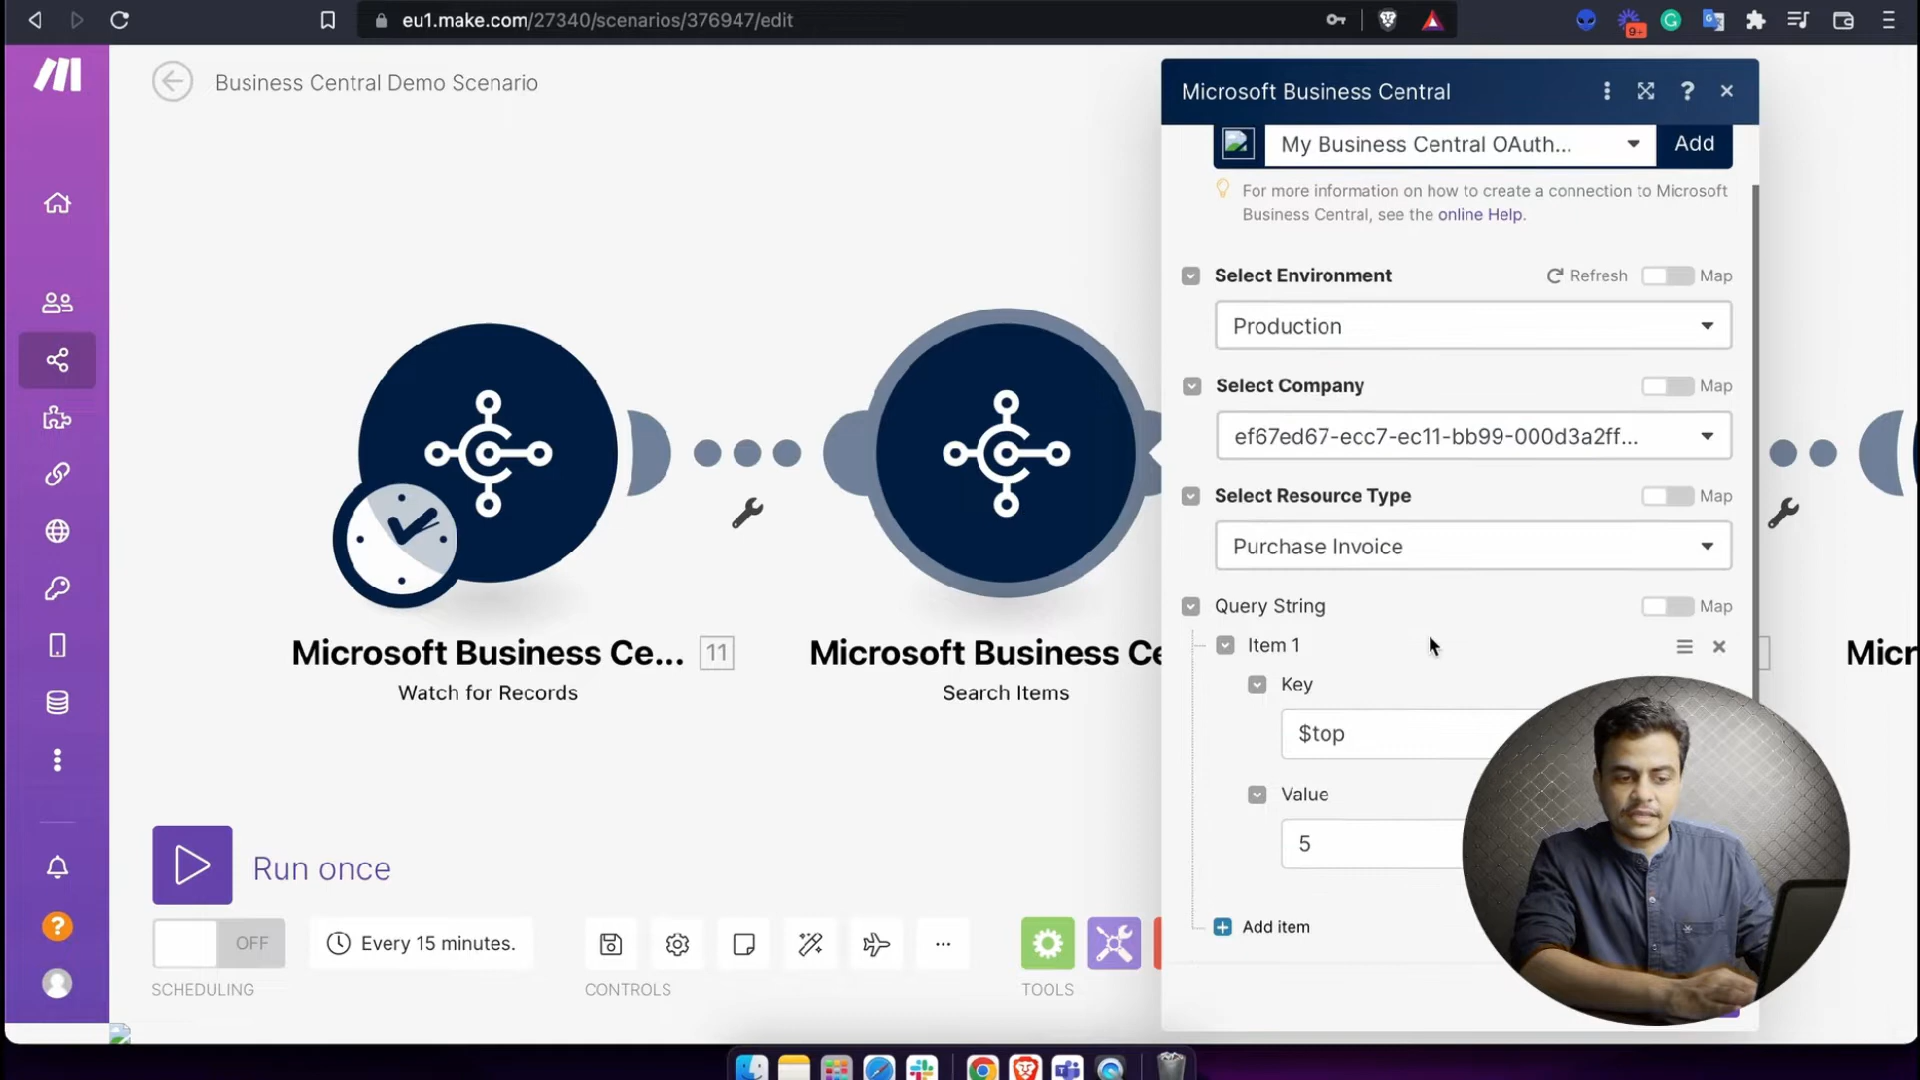 eu1.make.com/27340/scenarios/376947/edit
9+
Business Central Demo Scenario
Microsoft Business Central
?
My Business Central OAuth...
Add
For more information on how to create a connection to Microsoft
Business Central, see the online Help.
Select Environment
Refresh
Map
Production
Select Company
Map
ef67ed67-ecc7-ec11-bb99-000d3a2ff...
Select Resource Type
Map
Purchase Invoice
Query String
Map
Item 1
Key
$top
Value
5
Add item
Microsoft Business Ce...
11
Watch for Records
Microsoft Business Ce
Search Items
Micr
Run once
OFF
Every 15 minutes.
SCHEDULING
CONTROLS
TOOLS
?